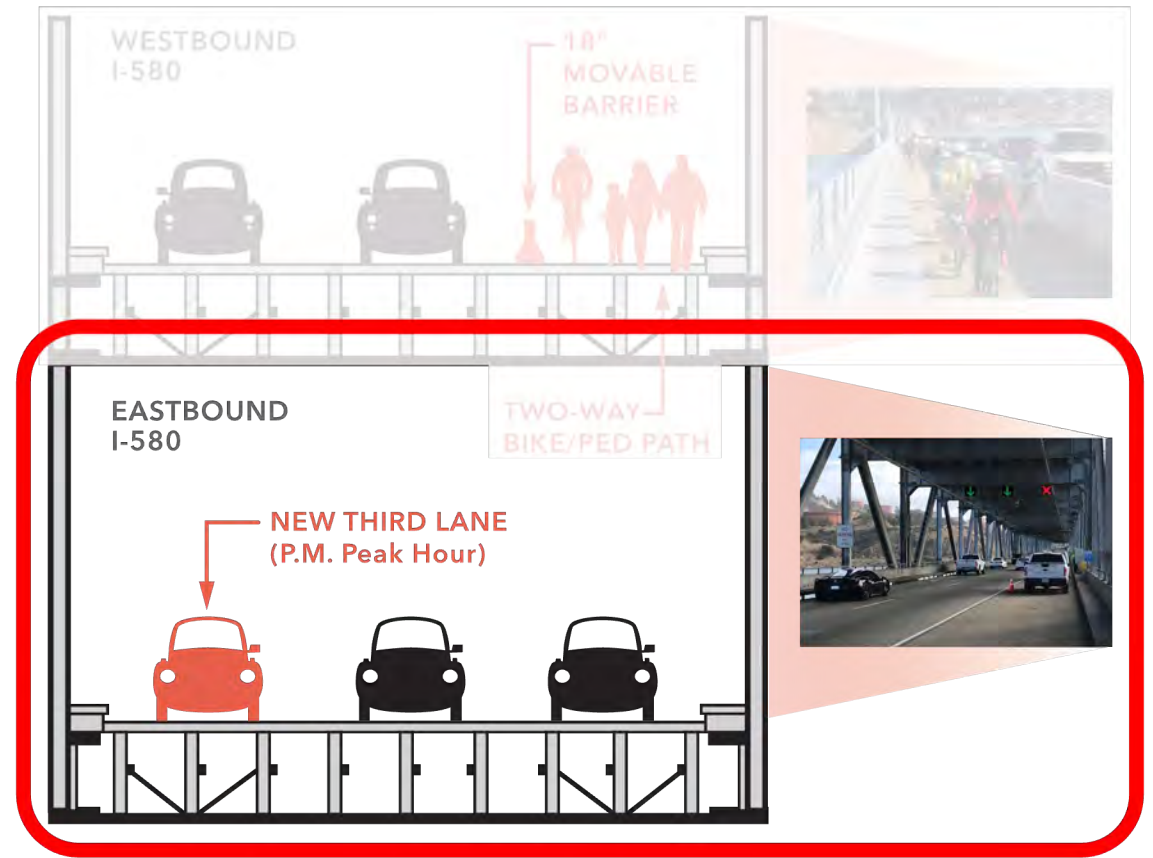 WESTBOUND
I-580
18"
MOVABLE
BARRIER
EASTBOUND
I-580
TWO-WAY
BIKE/PED PATH
NEW THIRD LANE
(P.M. Peak Hour)